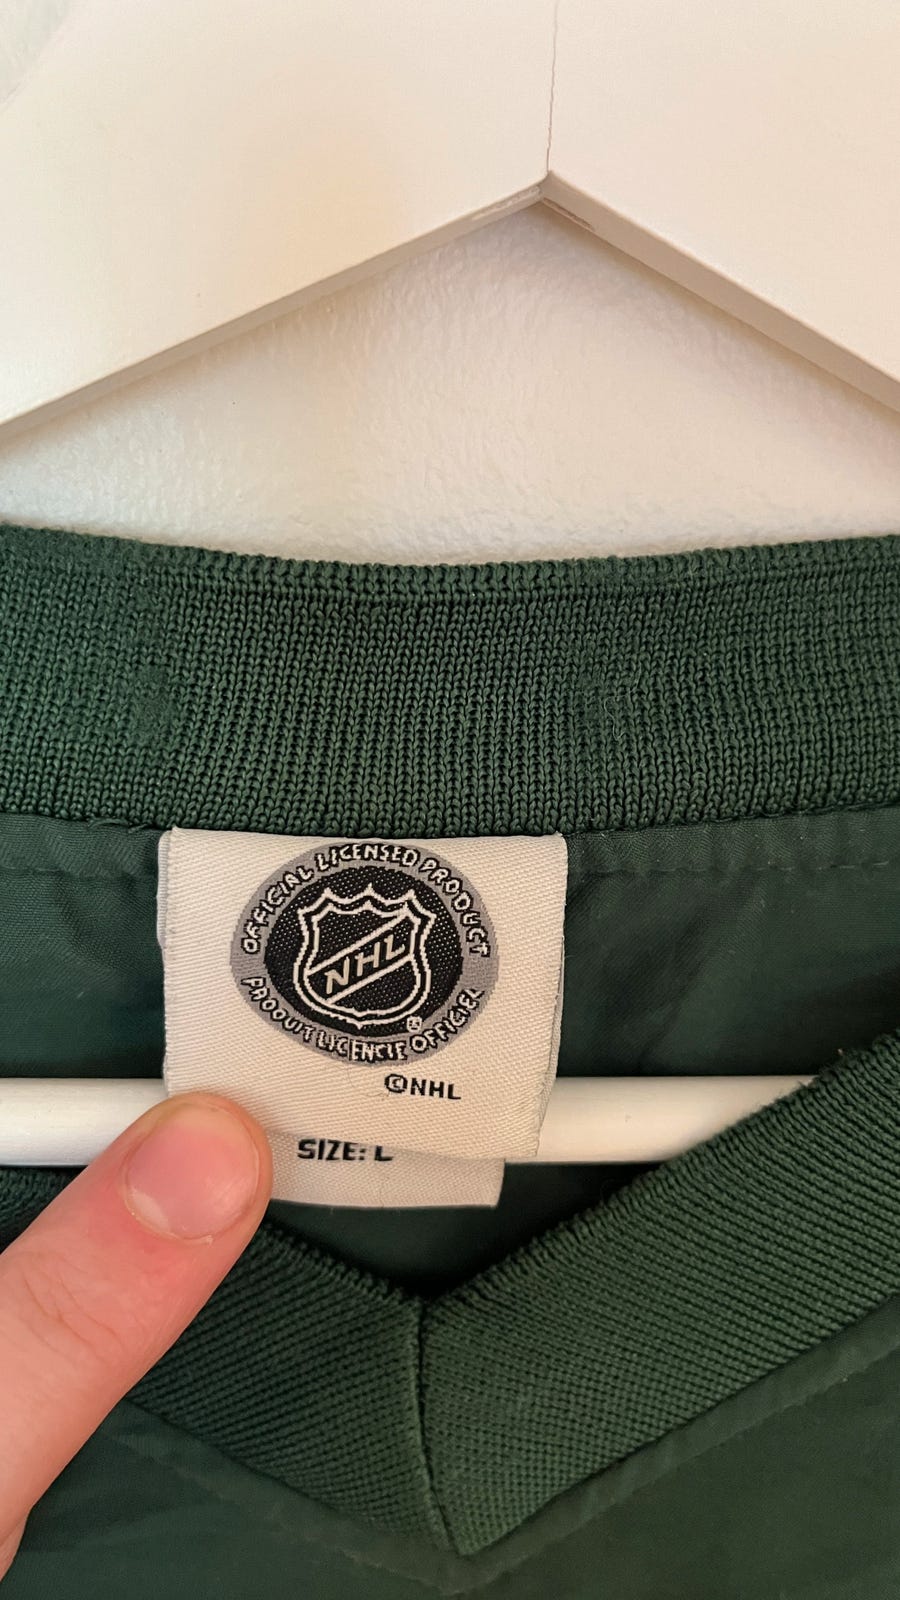 OFFICIAL LICENSED PRODUCT
NHL
®
PRODUIT LICENCIÉ OFFICIEL
©NHL
SIZE: L